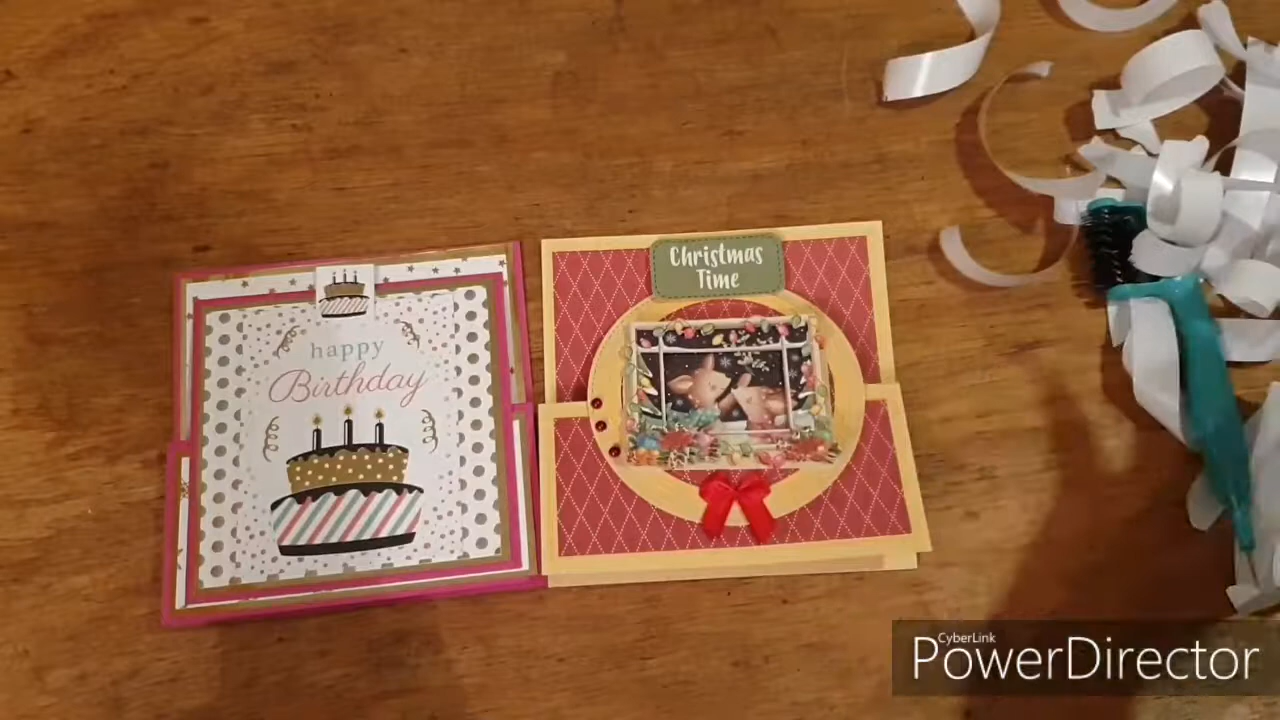 happy
Birthday
Christmas
Time
CyberLink
PowerDirector